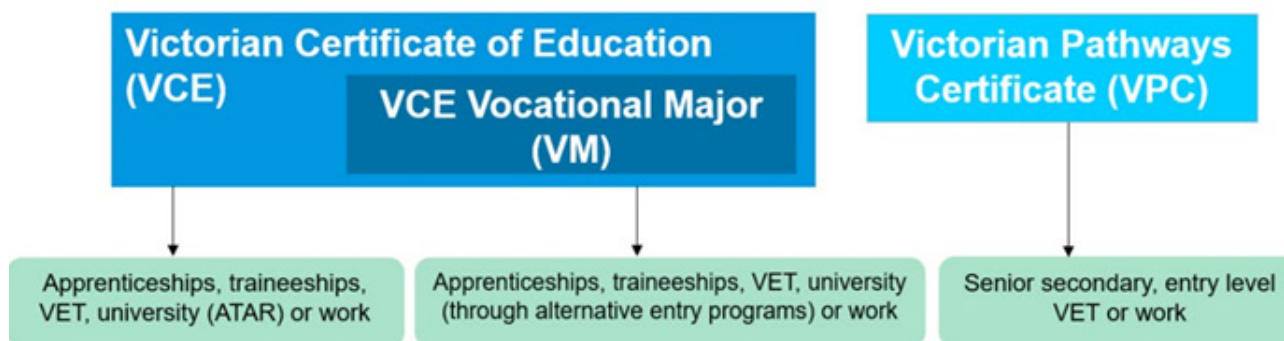 Victorian Certificate of Education
(VCE)
VCE Vocational Major
(VM)
Victorian Pathways
Certificate (VPC)
Apprenticeships, traineeships,
VET, university (ATAR) or work
Apprenticeships, traineeships, VET, university
(through alternative entry programs) or work
Senior secondary, entry level
VET or work